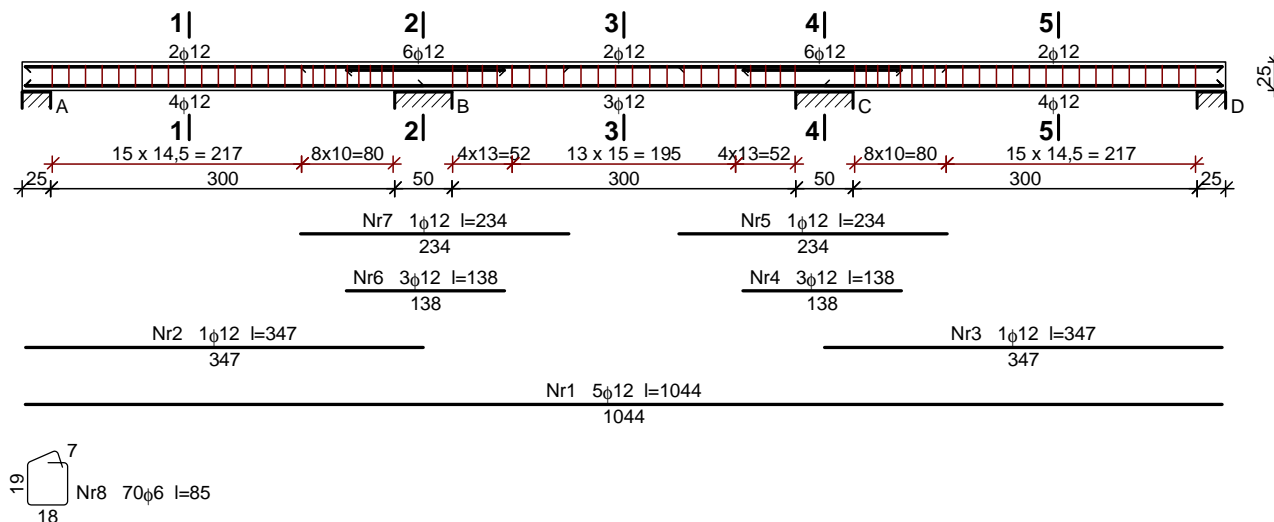 1 2 3 4 5
2ϕ12 6ϕ12 2ϕ12 6ϕ12 2ϕ12
25
A B C D
4ϕ12 3ϕ12 4ϕ12
1 2 3 4 5
15 x 14,5 = 217 8x10=80 4x13=52 13 x 15 = 195 4x13=52 8x10=80 15 x 14,5 = 217
25 300 50 300 50 300 25
Nr7 1ϕ12 l=234 Nr5 1ϕ12 l=234
234 234
Nr6 3ϕ12 l=138 Nr4 3ϕ12 l=138
138 138
Nr2 1ϕ12 l=347 Nr3 1ϕ12 l=347
347 347
Nr1 5ϕ12 l=1044
1044
7
19
Nr8 70ϕ6 l=85
18